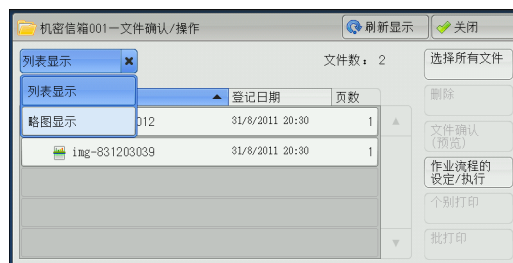 机密信箱001－文件确认/操作
刷新显示
关闭
列表显示
文件数： 2
选择所有文件
列表显示
略图显示
登记日期
页数
删除
012
31/8/2011 20:30
1
文件确认
(预览)
img-831203039
31/8/2011 20:30
1
作业流程的
设定/执行
个别打印
批打印